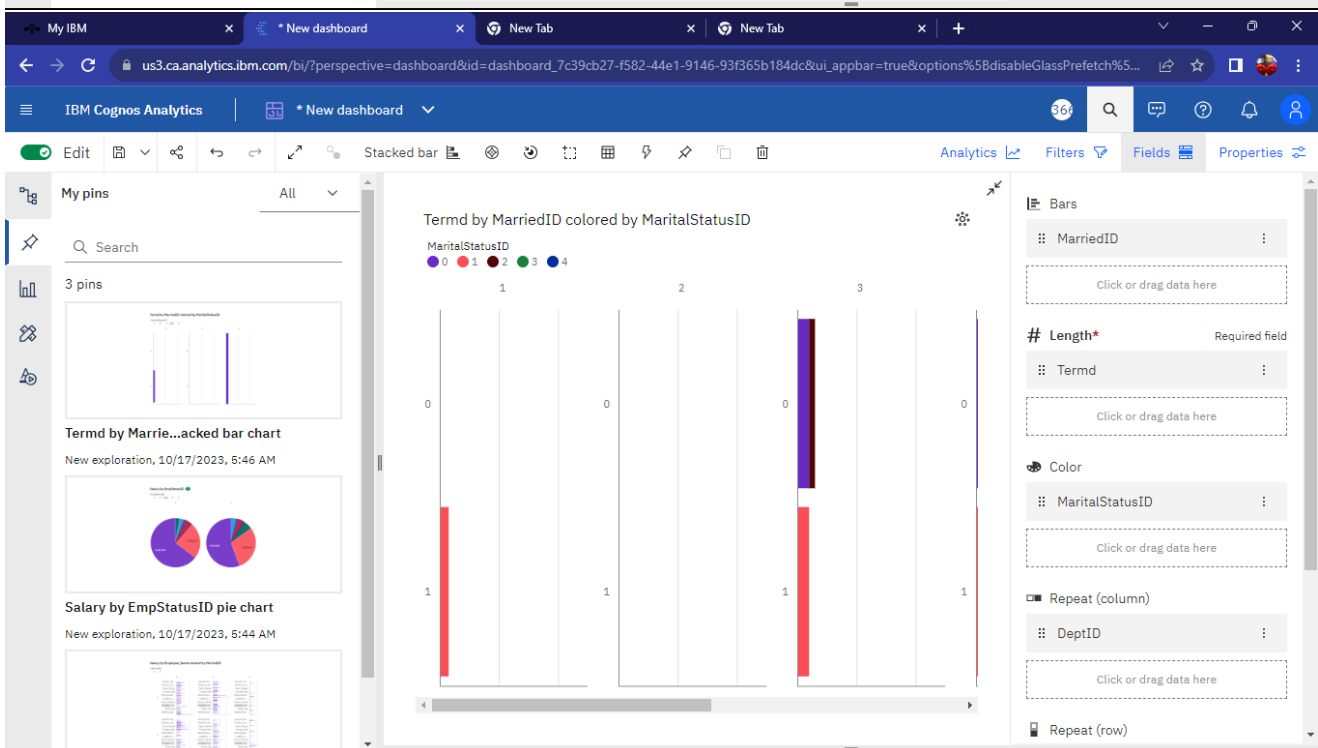 My IBM
* New dashboard
New Tab
New Tab
us3.ca.analytics.ibm.com/bi/?perspective=dashboard&id=dashboard_7c39cb27-f582-44e1-9146-93f365b184dc&ui_appbar=true&options%5BdisableGlassPrefetch%5...
IBM Cognos Analytics
* New dashboard
366
Edit
Stacked bar
Analytics
Filters
Fields
Properties
My pins
All
Search
3 pins
Termd by Marrie...acked bar chart
New exploration, 10/17/2023, 5:46 AM
Salary by EmpStatusID pie chart
New exploration, 10/17/2023, 5:44 AM
Termd by MarriedID colored by MaritalStatusID
MaritalStatusID
0 1 2 3 4
1 2 3
0 0 0 0
1 1 1 1
Bars
MarriedID
Click or drag data here
# Length*
Required field
Termd
Click or drag data here
Color
MaritalStatusID
Click or drag data here
Repeat (column)
DeptID
Click or drag data here
Repeat (row)